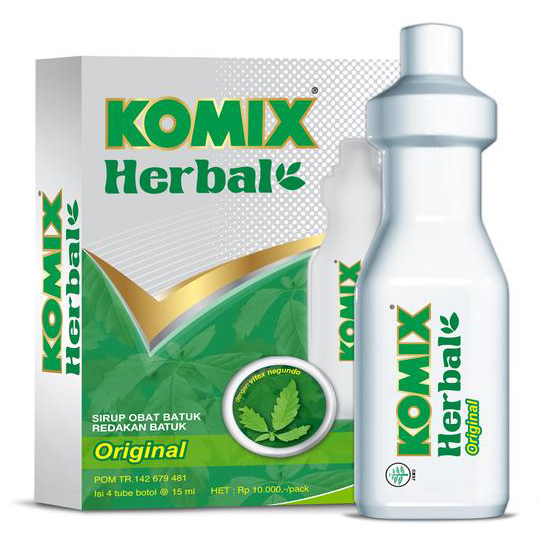 KOMIX®
Herbal
dengan vitex negundo
SIRUP OBAT BATUK
REDAKAN BATUK
Original
POM TR.142 679 481
Isi 4 tube botol @ 15 ml
HET : Rp 10.000,-/pack
KOMIX®
Herbal
KOMIX
KOMIX®
Herbal
Original